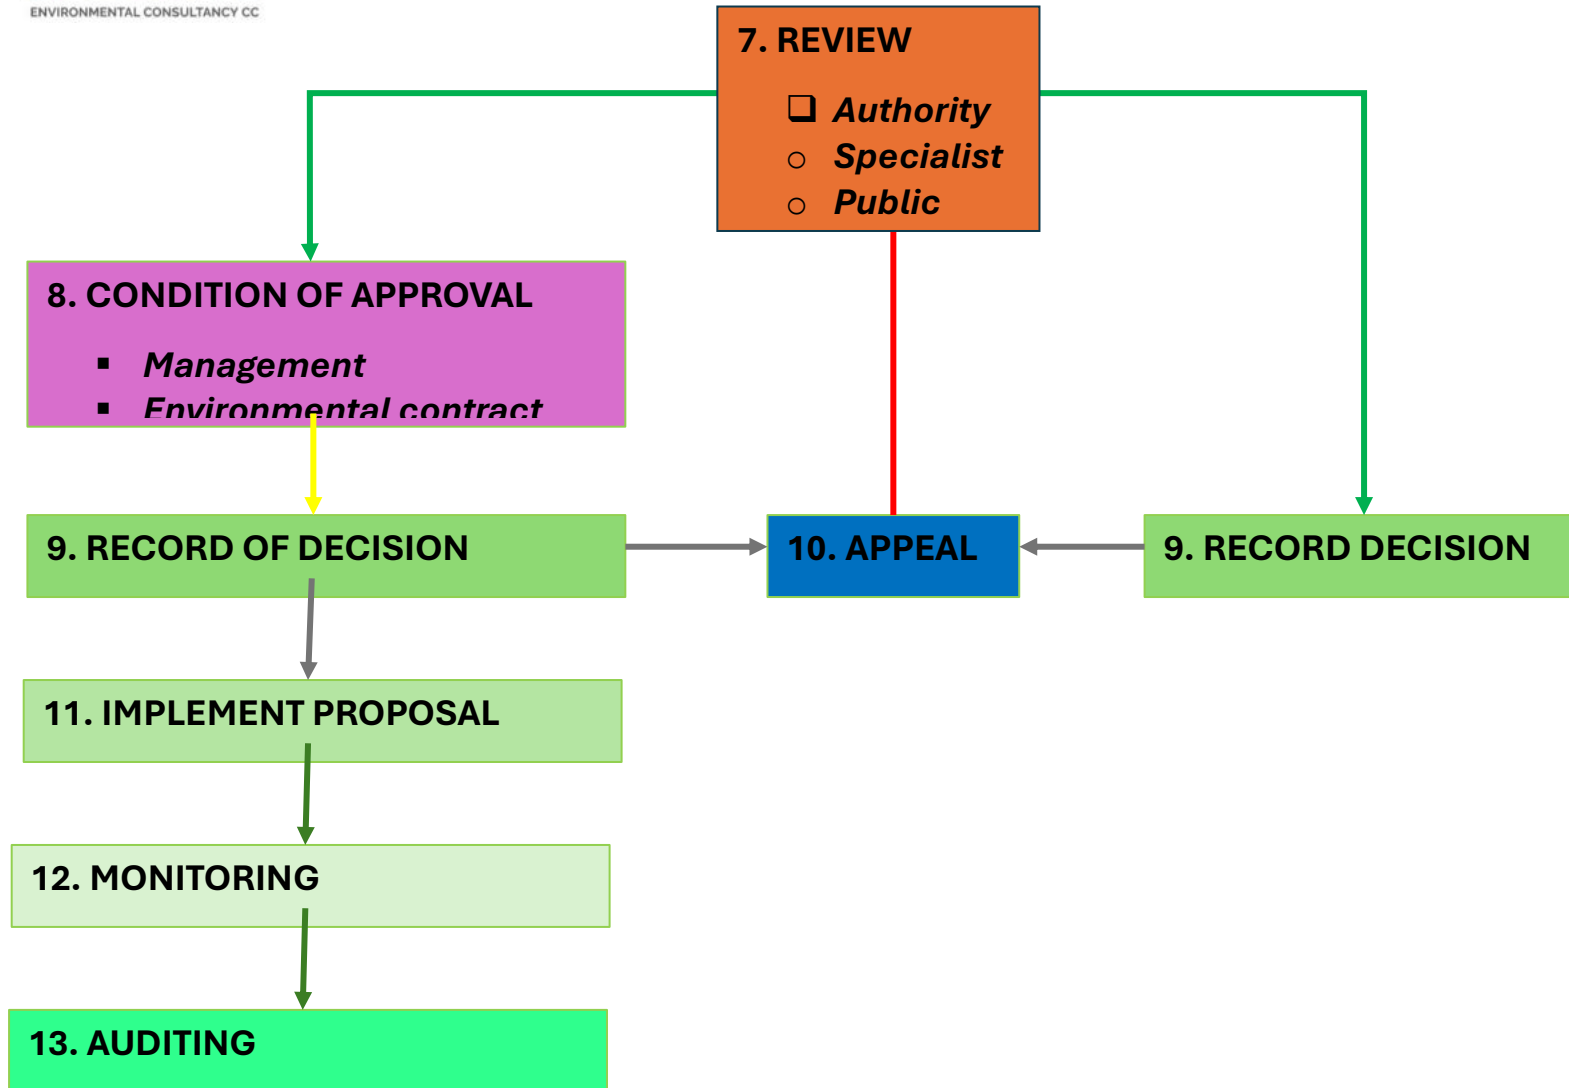 ENVIRONMENTAL CONSULTANCY CC
7. REVIEW
Authority
Specialist
Public
8. CONDITION OF APPROVAL
Management
Environmental contract
9. RECORD OF DECISION
10. APPEAL
9. RECORD DECISION
11. IMPLEMENT PROPOSAL
12. MONITORING
13. AUDITING